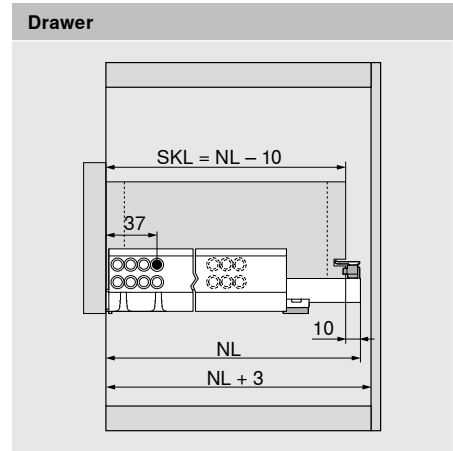 Drawer
SKL = NL – 10
37
10
NL
NL + 3